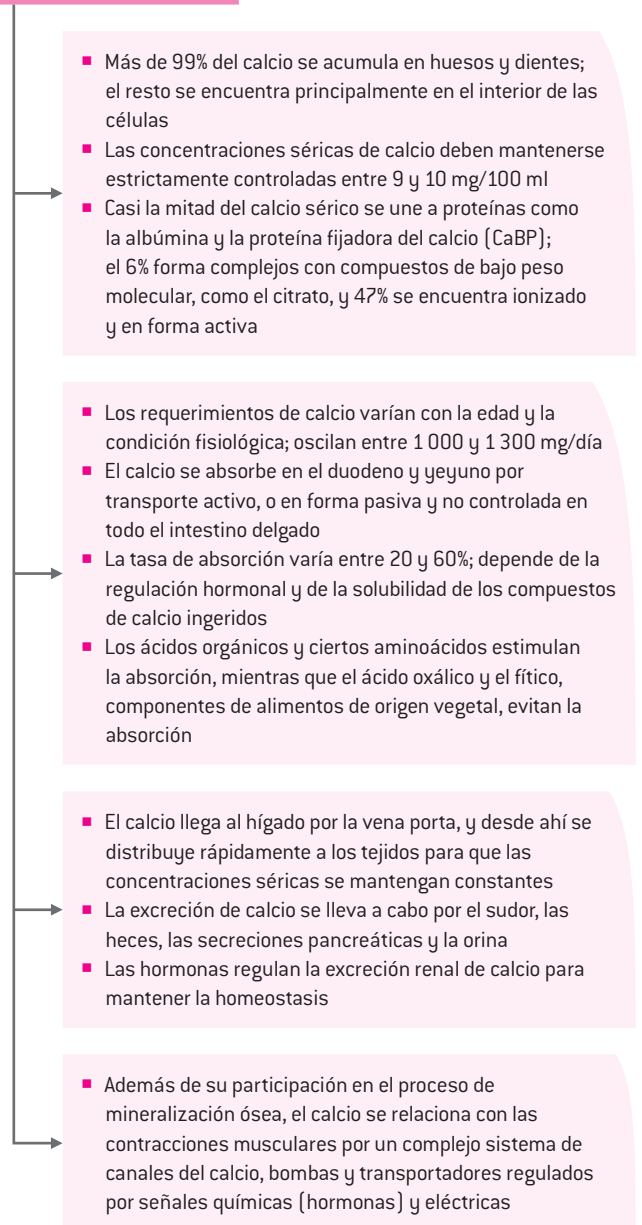 ▪ Más de 99% del calcio se acumula en huesos y dientes;
el resto se encuentra principalmente en el interior de las
células
▪ Las concentraciones séricas de calcio deben mantenerse
estrictamente controladas entre 9 y 10 mg/100 ml
▪ Casi la mitad del calcio sérico se une a proteínas como
la albúmina y la proteína fijadora del calcio (CaBP);
el 6% forma complejos con compuestos de bajo peso
molecular, como el citrato, y 47% se encuentra ionizado
y en forma activa
▪ Los requerimientos de calcio varían con la edad y la
condición fisiológica; oscilan entre 1 000 y 1 300 mg/día
▪ El calcio se absorbe en el duodeno y yeyuno por
transporte activo, o en forma pasiva y no controlada en
todo el intestino delgado
▪ La tasa de absorción varía entre 20 y 60%; depende de la
regulación hormonal y de la solubilidad de los compuestos
de calcio ingeridos
▪ Los ácidos orgánicos y ciertos aminoácidos estimulan
la absorción, mientras que el ácido oxálico y el fítico,
componentes de alimentos de origen vegetal, evitan la
absorción
▪ El calcio llega al hígado por la vena porta, y desde ahí se
distribuye rápidamente a los tejidos para que las
concentraciones séricas se mantengan constantes
▪ La excreción de calcio se lleva a cabo por el sudor, las
heces, las secreciones pancreáticas y la orina
▪ Las hormonas regulan la excreción renal de calcio para
mantener la homeostasis
▪ Además de su participación en el proceso de
mineralización ósea, el calcio se relaciona con las
contracciones musculares por un complejo sistema de
canales del calcio, bombas y transportadores regulados
por señales químicas (hormonas) y eléctricas